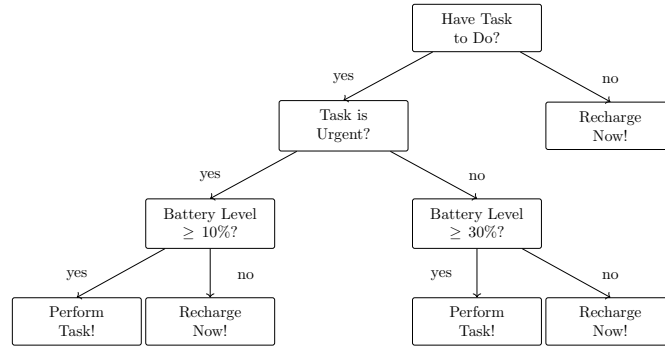 Have Task
to Do?
yes
no
Task is
Urgent?
Recharge
Now!
yes
no
Battery Level
≥ 10%?
Battery Level
≥ 30%?
yes
no
yes
no
Perform
Task!
Recharge
Now!
Perform
Task!
Recharge
Now!